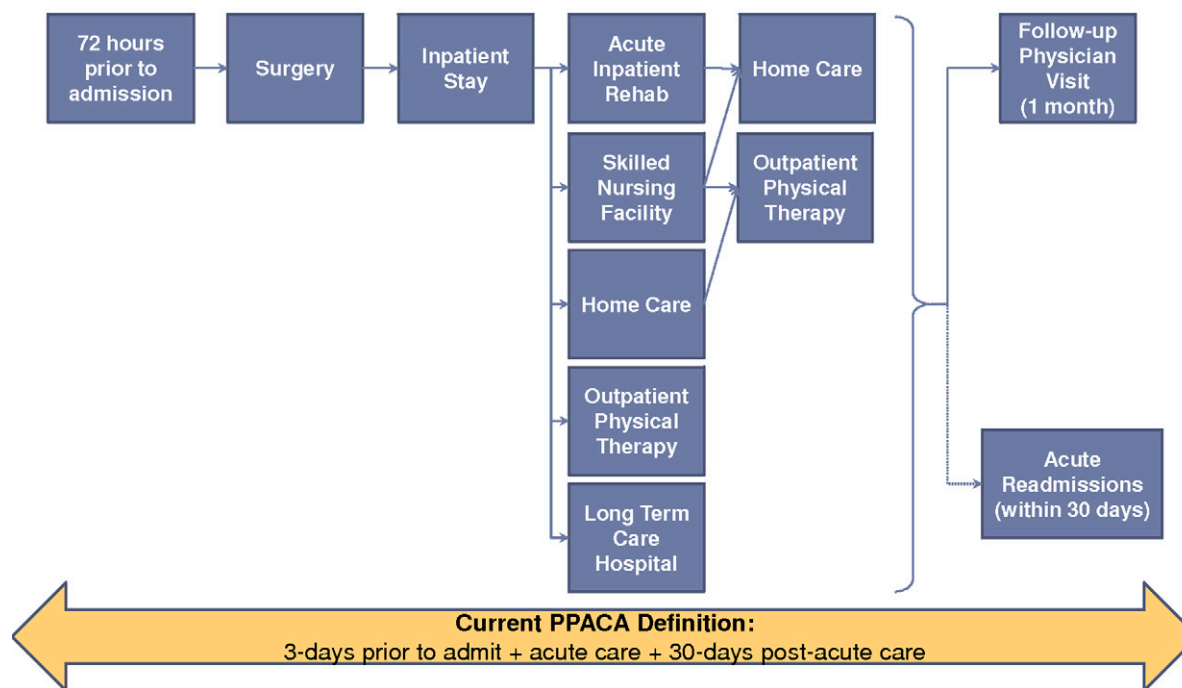 72 hours
prior to
admission
Surgery
Inpatient
Stay
Acute
Inpatient
Rehab
Home Care
Follow-up
Physician
Visit
(1 month)
Skilled
Nursing
Facility
Outpatient
Physical
Therapy
Home Care
Outpatient
Physical
Therapy
Acute
Readmissions
(within 30 days)
Long Term
Care
Hospital
Current PPACA Definition:
3-days prior to admit + acute care + 30-days post-acute care